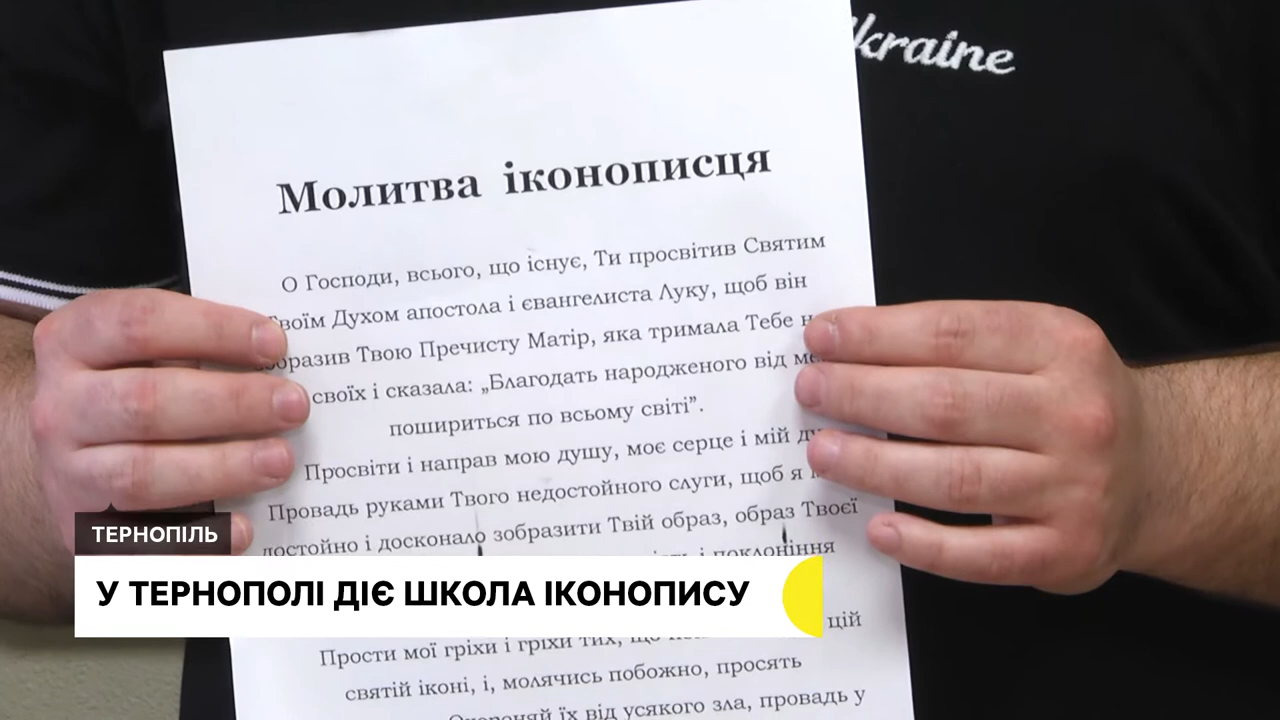 kraine
Молитва іконописця
О Господи, всього, що існує, Ти просвітив Святим
Твоїм Духом апостола і євангелиста Луку, щоб він
зобразив Твою Пречисту Матір, яка тримала Тебе
своїх і сказала: „Благодать народженого від
пошириться по всьому світі”.
Просвіти і направ мою душу, моє серце і мій
Провадь руками Твого недостойного слуги, щоб я
достойно і досконало зобразити Твій образ, образ Твоєї
і поклоніння
ТЕРНОПІЛЬ
У ТЕРНОПОЛІ ДІЄ ШКОЛА ІКОНОПИСУ
Прости мої гріхи і гріхи тих, що цій
святій іконі, і, молячись побожно, просять
їх від усякого зла, провадь у